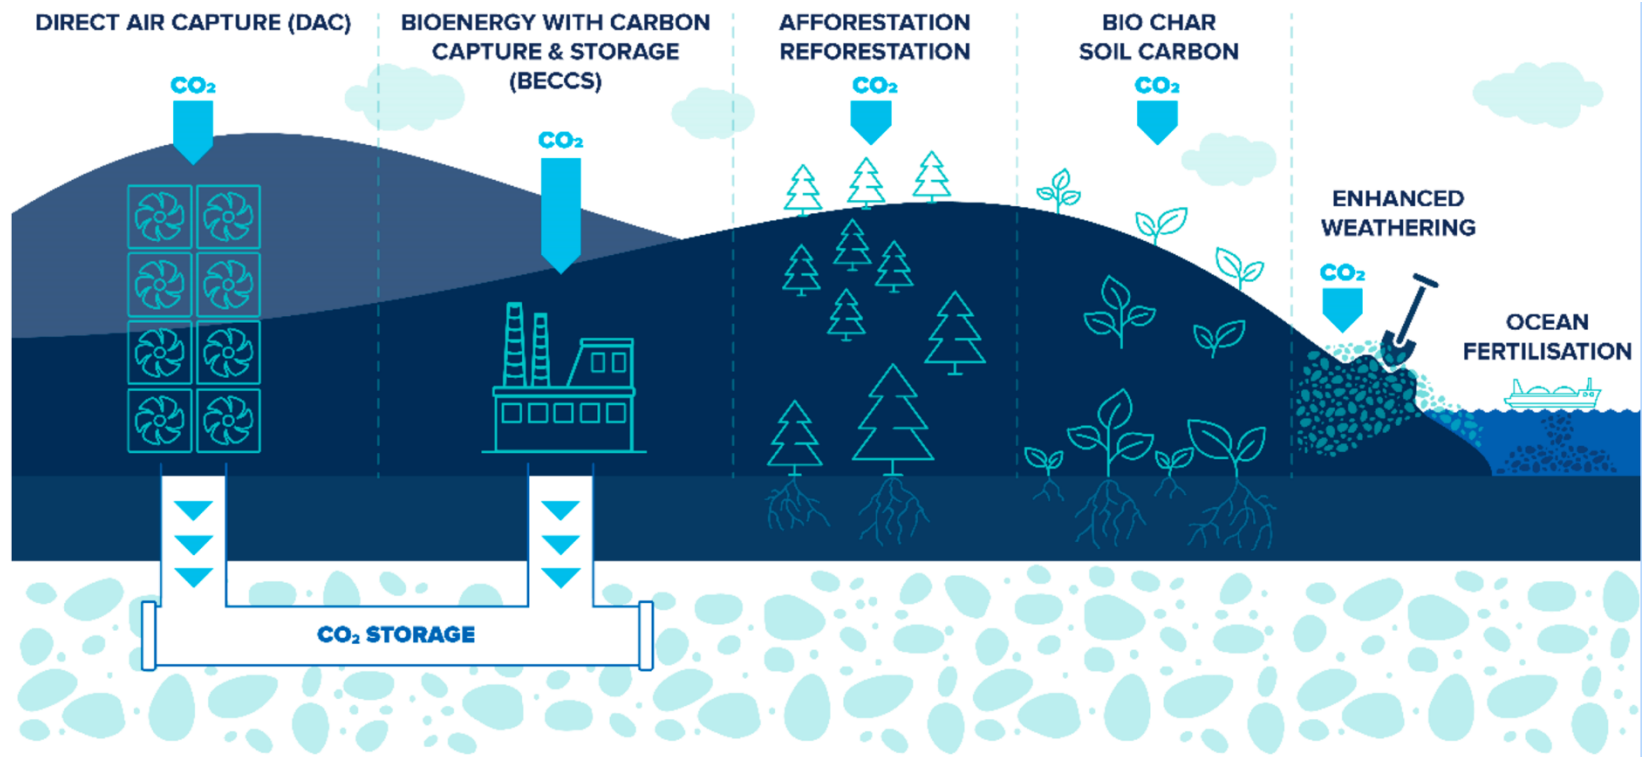 DIRECT AIR CAPTURE (DAC)
CO₂
BIOENERGY WITH CARBON
CAPTURE & STORAGE
(BECCS)
CO₂
AFFORESTATION
REFORESTATION
CO₂
BIO CHAR
SOIL CARBON
CO₂
ENHANCED
WEATHERING
CO₂
OCEAN
FERTILISATION
CO₂ STORAGE